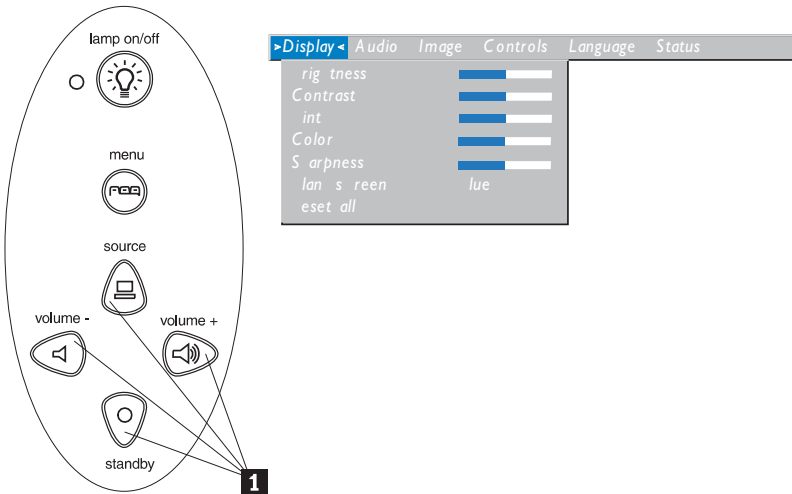 lamp on/off
menu
source
volume -
volume +
standby
1
>Display< Audio Image Controls Language Status
rig tness
Contrast
int
Color
S arpness
lan s reen lue
eset all